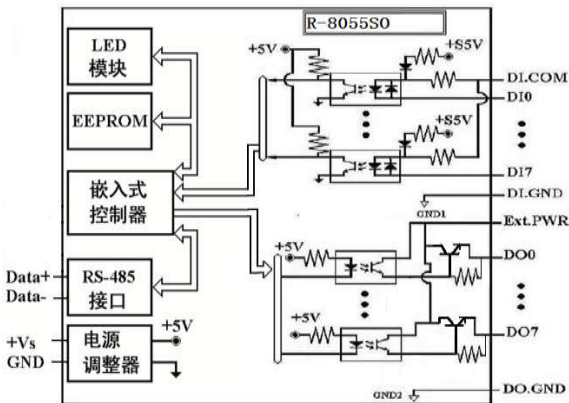 R-8055SO
LED
模块
+5V
+S5V
DI.COM
DI0
EEPROM
+S5V
DI7
嵌入式
控制器
DI.GND
GND1
Ext.PWR
+5V
DO0
Data+
Data-
RS-485
接口
+5V
DO7
+Vs
GND
电源
调整器
+5V
GND2
DO.GND